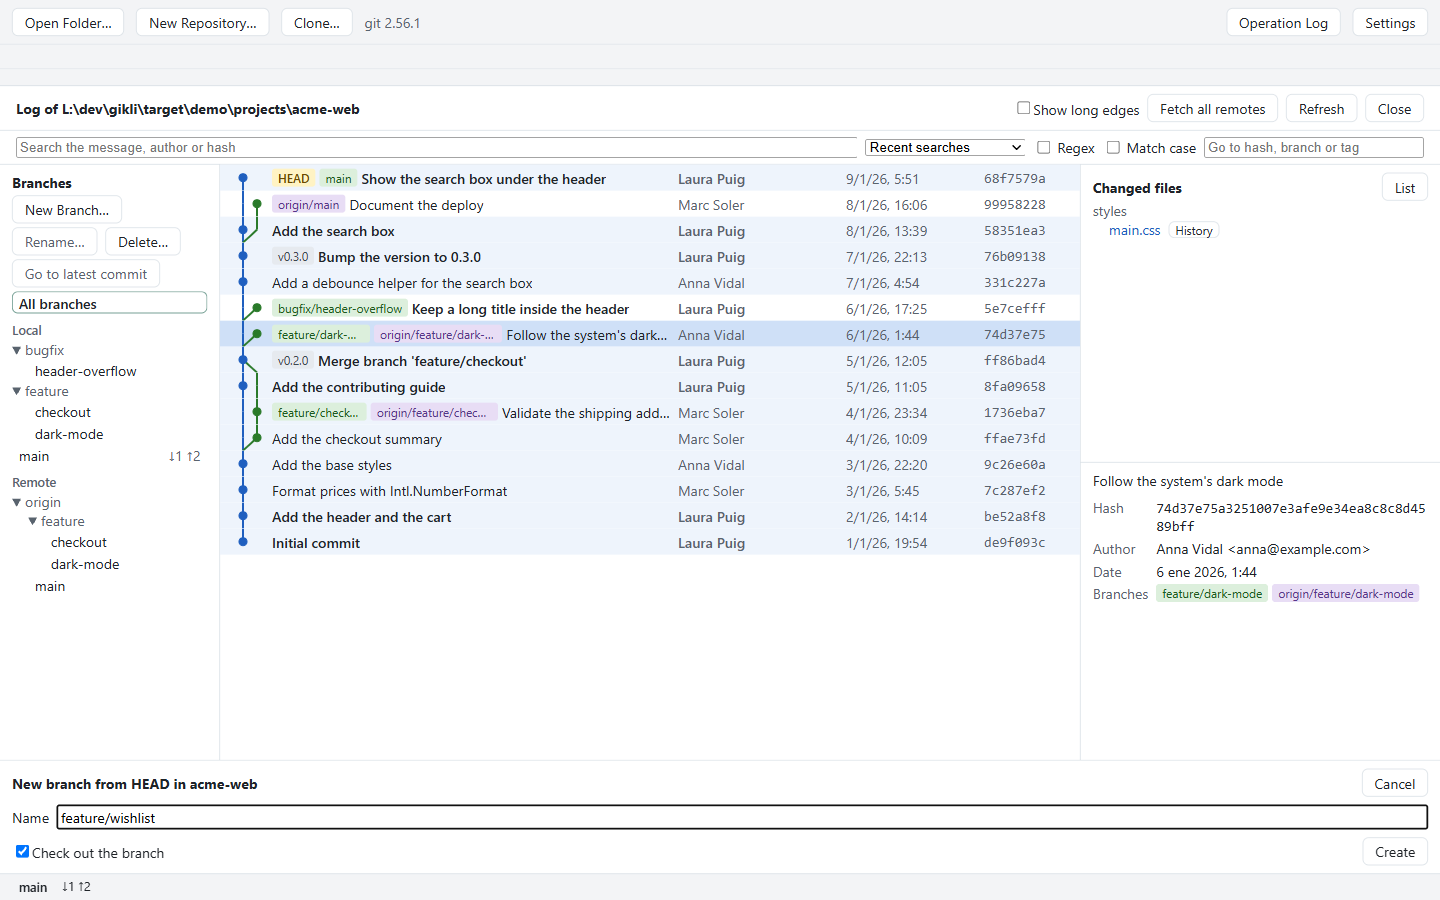 Open Folder... New Repository... Clone... git 2.56.1 Operation Log Settings
Log of L:\dev\gikli\target\demo\projects\acme-web Show long edges Fetch all remotes Refresh Close
Search the message, author or hash Recent searches Regex Match case Go to hash, branch or tag
Branches
New Branch...
Rename... Delete...
Go to latest commit
All branches
Local
bugfix
header-overflow
feature
checkout
dark-mode
main ↓1 ↑2
Remote
origin
feature
checkout
dark-mode
main
HEAD main Show the search box under the header Laura Puig 9/1/26, 5:51 68f7579a
origin/main Document the deploy Marc Soler 8/1/26, 16:06 99958228
Add the search box Laura Puig 8/1/26, 13:39 58351ea3
v0.3.0 Bump the version to 0.3.0 Laura Puig 7/1/26, 22:13 76b09138
Add a debounce helper for the search box Anna Vidal 7/1/26, 4:54 331c227a
bugfix/header-overflow Keep a long title inside the header Laura Puig 6/1/26, 17:25 5e7cefff
feature/dark-... origin/feature/dark-... Follow the system's dark... Anna Vidal 6/1/26, 1:44 74d37e75
v0.2.0 Merge branch 'feature/checkout' Laura Puig 5/1/26, 12:05 ff86bad4
Add the contributing guide Laura Puig 5/1/26, 11:05 8fa09658
feature/check... origin/feature/chec... Validate the shipping add... Marc Soler 4/1/26, 23:34 1736eba7
Add the checkout summary Marc Soler 4/1/26, 10:09 ffae73fd
Add the base styles Anna Vidal 3/1/26, 22:20 9c26e60a
Format prices with Intl.NumberFormat Marc Soler 3/1/26, 5:45 7c287ef2
Add the header and the cart Laura Puig 2/1/26, 14:14 be52a8f8
Initial commit Laura Puig 1/1/26, 19:54 de9f093c
Changed files List
styles
main.css History
Follow the system's dark mode
Hash 74d37e75a3251007e3afe9e34ea8c8c8d45
89bff
Author Anna Vidal <anna@example.com>
Date 6 ene 2026, 1:44
Branches feature/dark-mode origin/feature/dark-mode
New branch from HEAD in acme-web Cancel
Name feature/wishlist
Check out the branch Create
main ↓1 ↑2